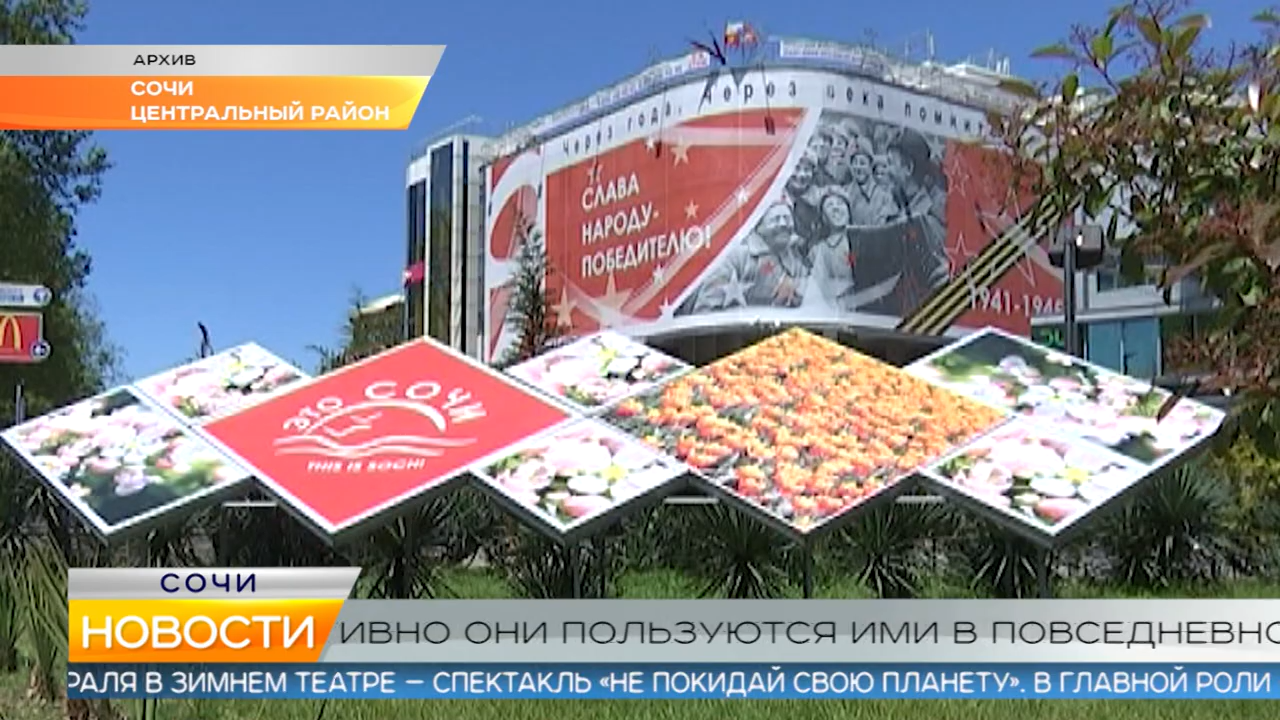 АРХИВ
СОЧИ
ЦЕНТРАЛЬНЫЙ РАЙОН
Через года, через века помни
СЛАВА
НАРОДУ-
ПОБЕДИТЕЛЮ!
1941-1945
ЭТО СОЧИ
THIS IS SOCHI
СОЧИ
НОВОСТИ
ИВНО ОНИ ПОЛЬЗУЮТСЯ ИМИ В ПОВСЕДНЕВНО
РАЛЯ В ЗИМНЕМ ТЕАТРЕ – СПЕКТАКЛЬ «НЕ ПОКИДАЙ СВОЮ ПЛАНЕТУ». В ГЛАВНОЙ РОЛИ